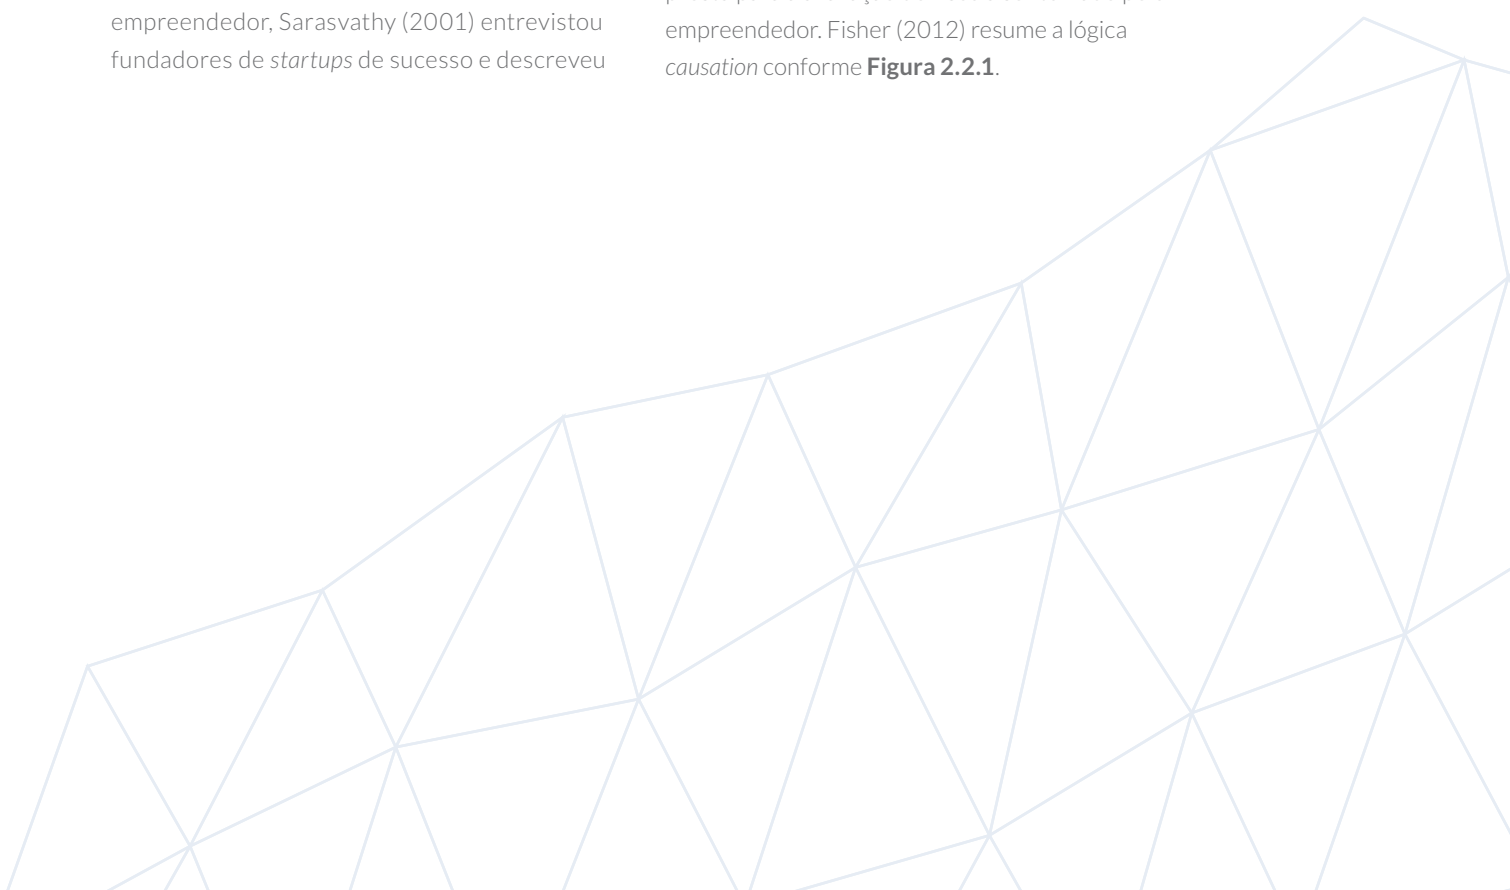 empreendedor, Sarasvathy (2001) entrevistou
fundadores de startups de sucesso e descreveu
empreendedor. Fisher (2012) resume a lógica
causation conforme Figura 2.2.1.